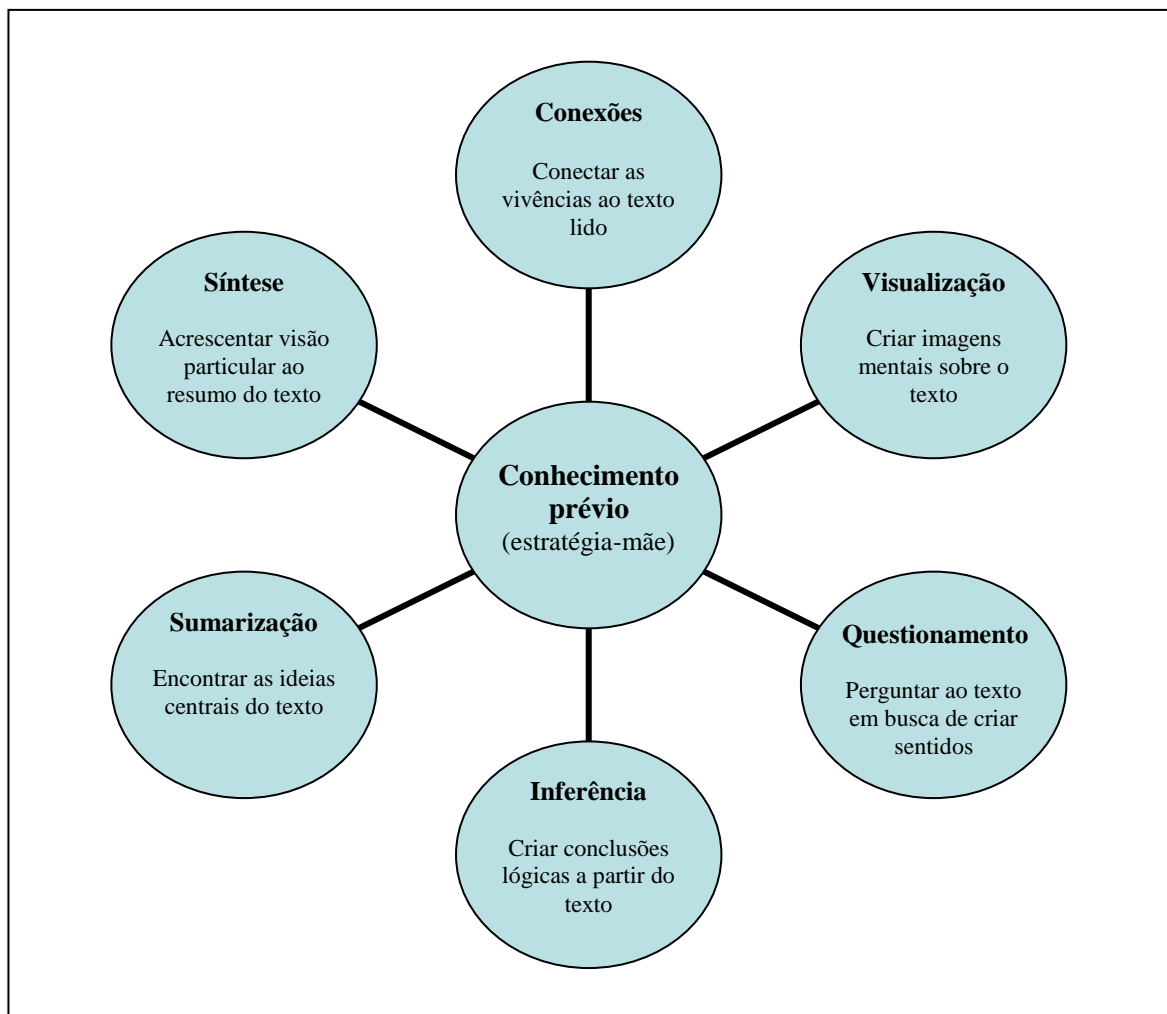 Conexões
Conectar as
vivências ao texto
lido
Síntese
Acrescentar visão
particular ao
resumo do texto
Visualização
Criar imagens
mentais sobre o
texto
Conhecimento
prévio
(estratégia-mãe)
Sumarização
Encontrar as ideias
centrais do texto
Questionamento
Perguntar ao texto
em busca de criar
sentidos
Inferência
Criar conclusões
lógicas a partir do
texto